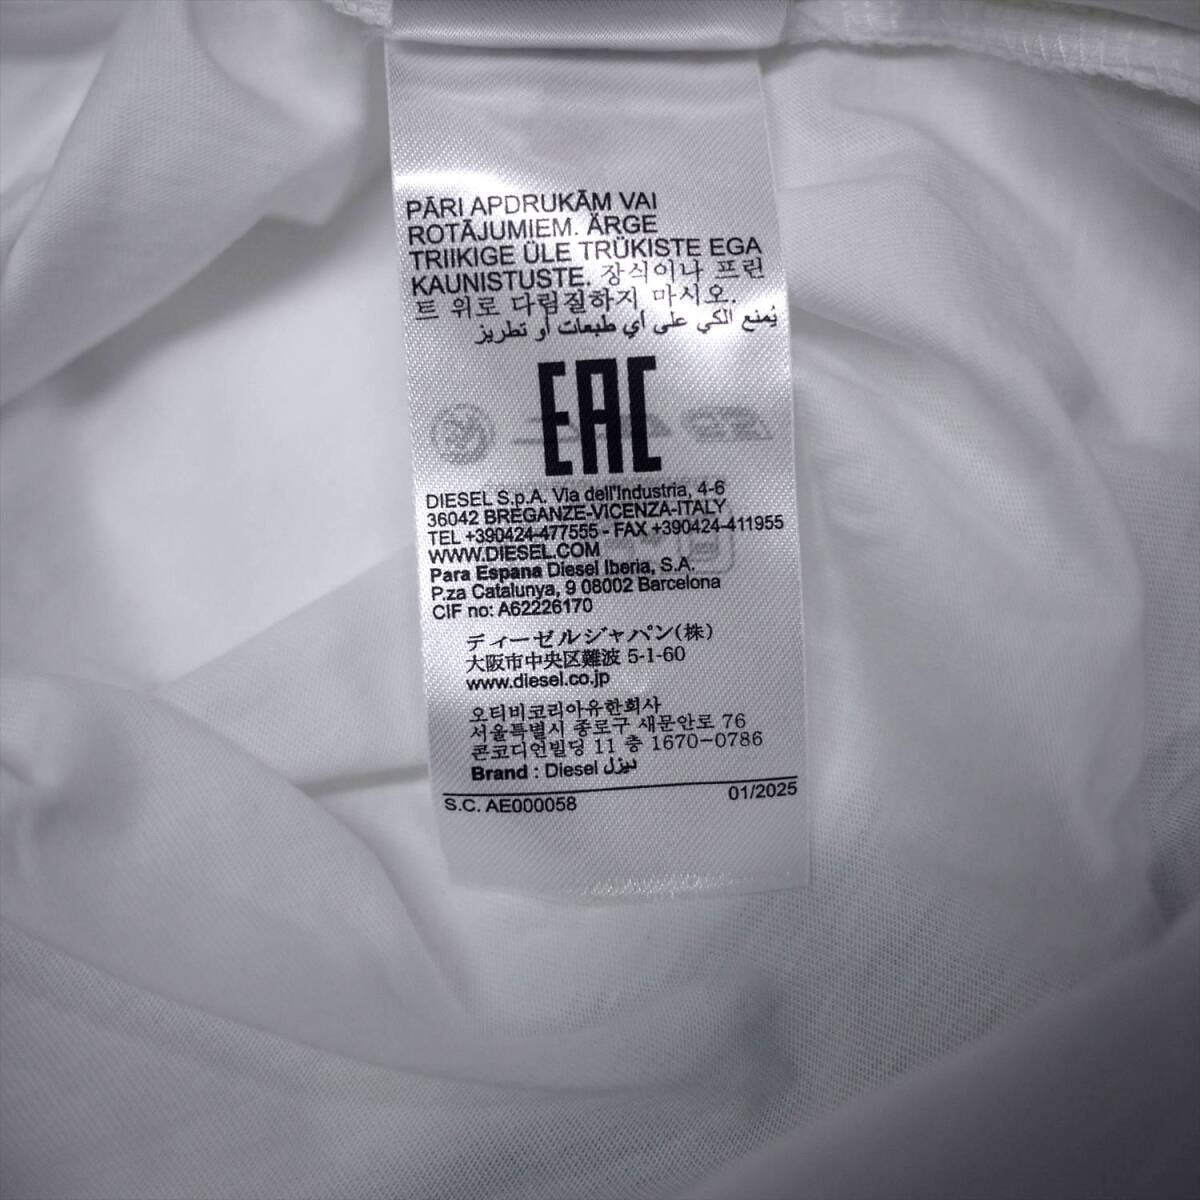 PĀRI APDRUKĀM VAI
ROTĀJUMIEM. ÄRGE
TRIIKIGE ÜLE TRÜKISTE EGA
KAUNISTUSTE. 장식이나 프린
트 위로 다림질하지 마시오.
يُمنع الكي على أي طبعات أو تطريز
EAC
DIESEL S.p.A. Via dell'Industria, 4-6
36042 BREGANZE-VICENZA-ITALY
TEL +390424-477555 - FAX +390424-411955
WWW.DIESEL.COM
Para Espana Diesel Iberia, S.A.
P.za Catalunya, 9 08002 Barcelona
CIF no: A62226170
ディーゼルジャパン(株)
大阪市中央区難波 5-1-60
www.diesel.co.jp
오티비코리아유한회사
서울특별시 종로구 새문안로 76
콘코디언빌딩 11 층 1670-0786
Brand : Diesel ديزل
S.C. AE000058 01/2025